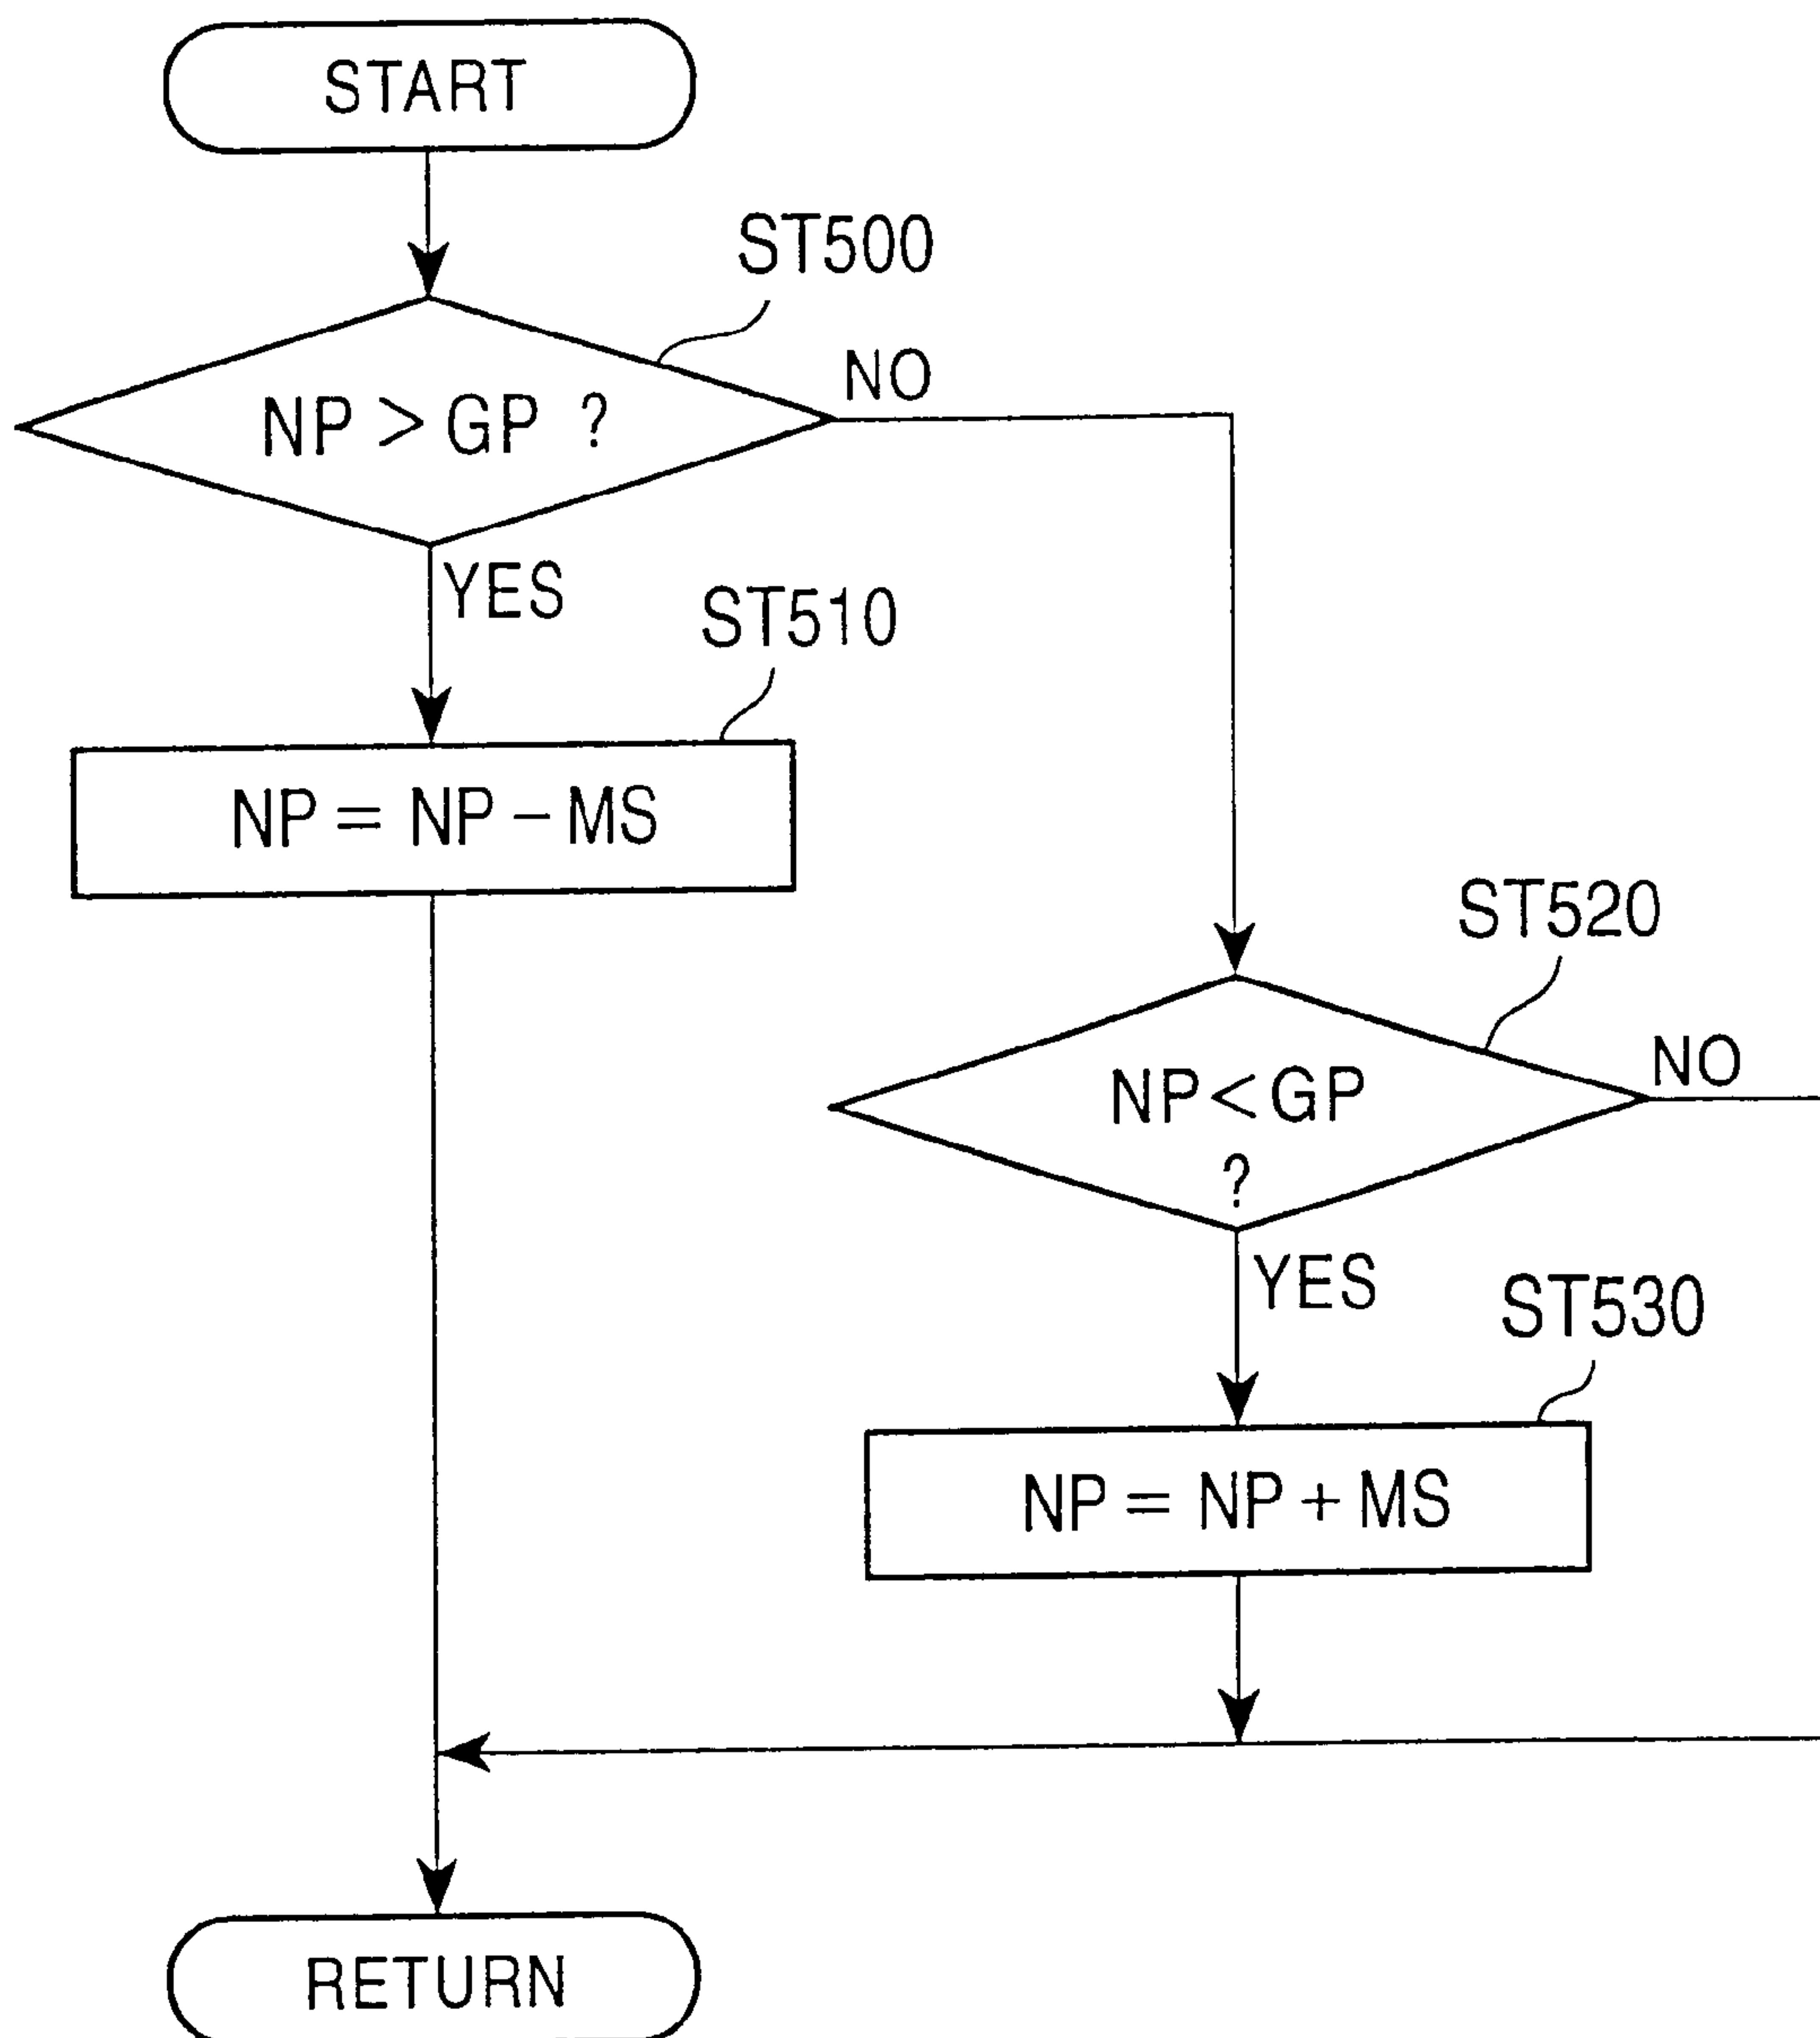 START
ST500
NP > GP ?
NO
YES
ST510
NP = NP - MS
ST520
NP < GP
?
NO
YES
ST530
NP = NP + MS
RETURN